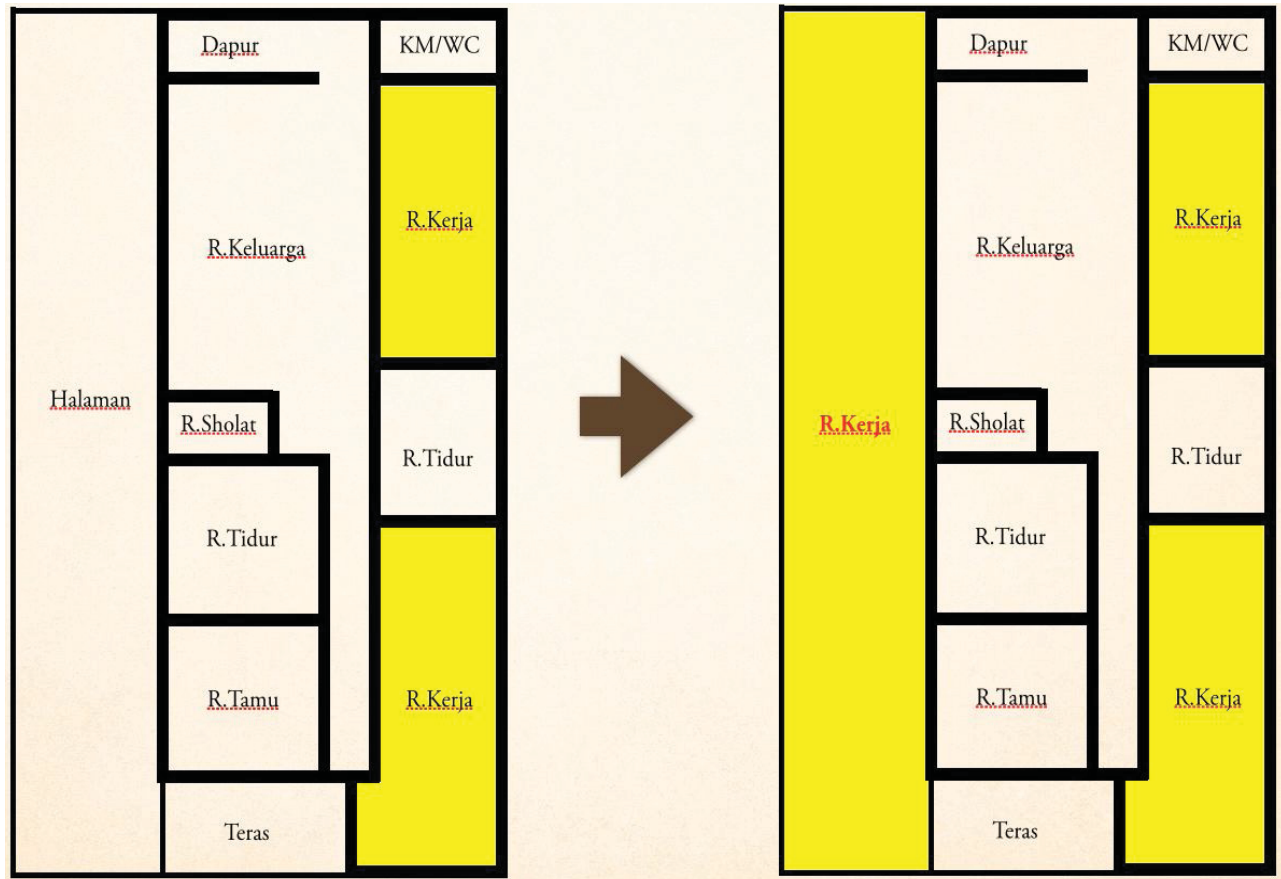 Dapur
KM/WC
R.Kerja
R.Keluarga
Halaman
R.Sholat
R.Tidur
R.Tidur
R.Tamu
R.Kerja
Teras
Dapur
KM/WC
R.Kerja
R.Keluarga
R.Kerja
R.Sholat
R.Tidur
R.Tidur
R.Tamu
R.Kerja
Teras